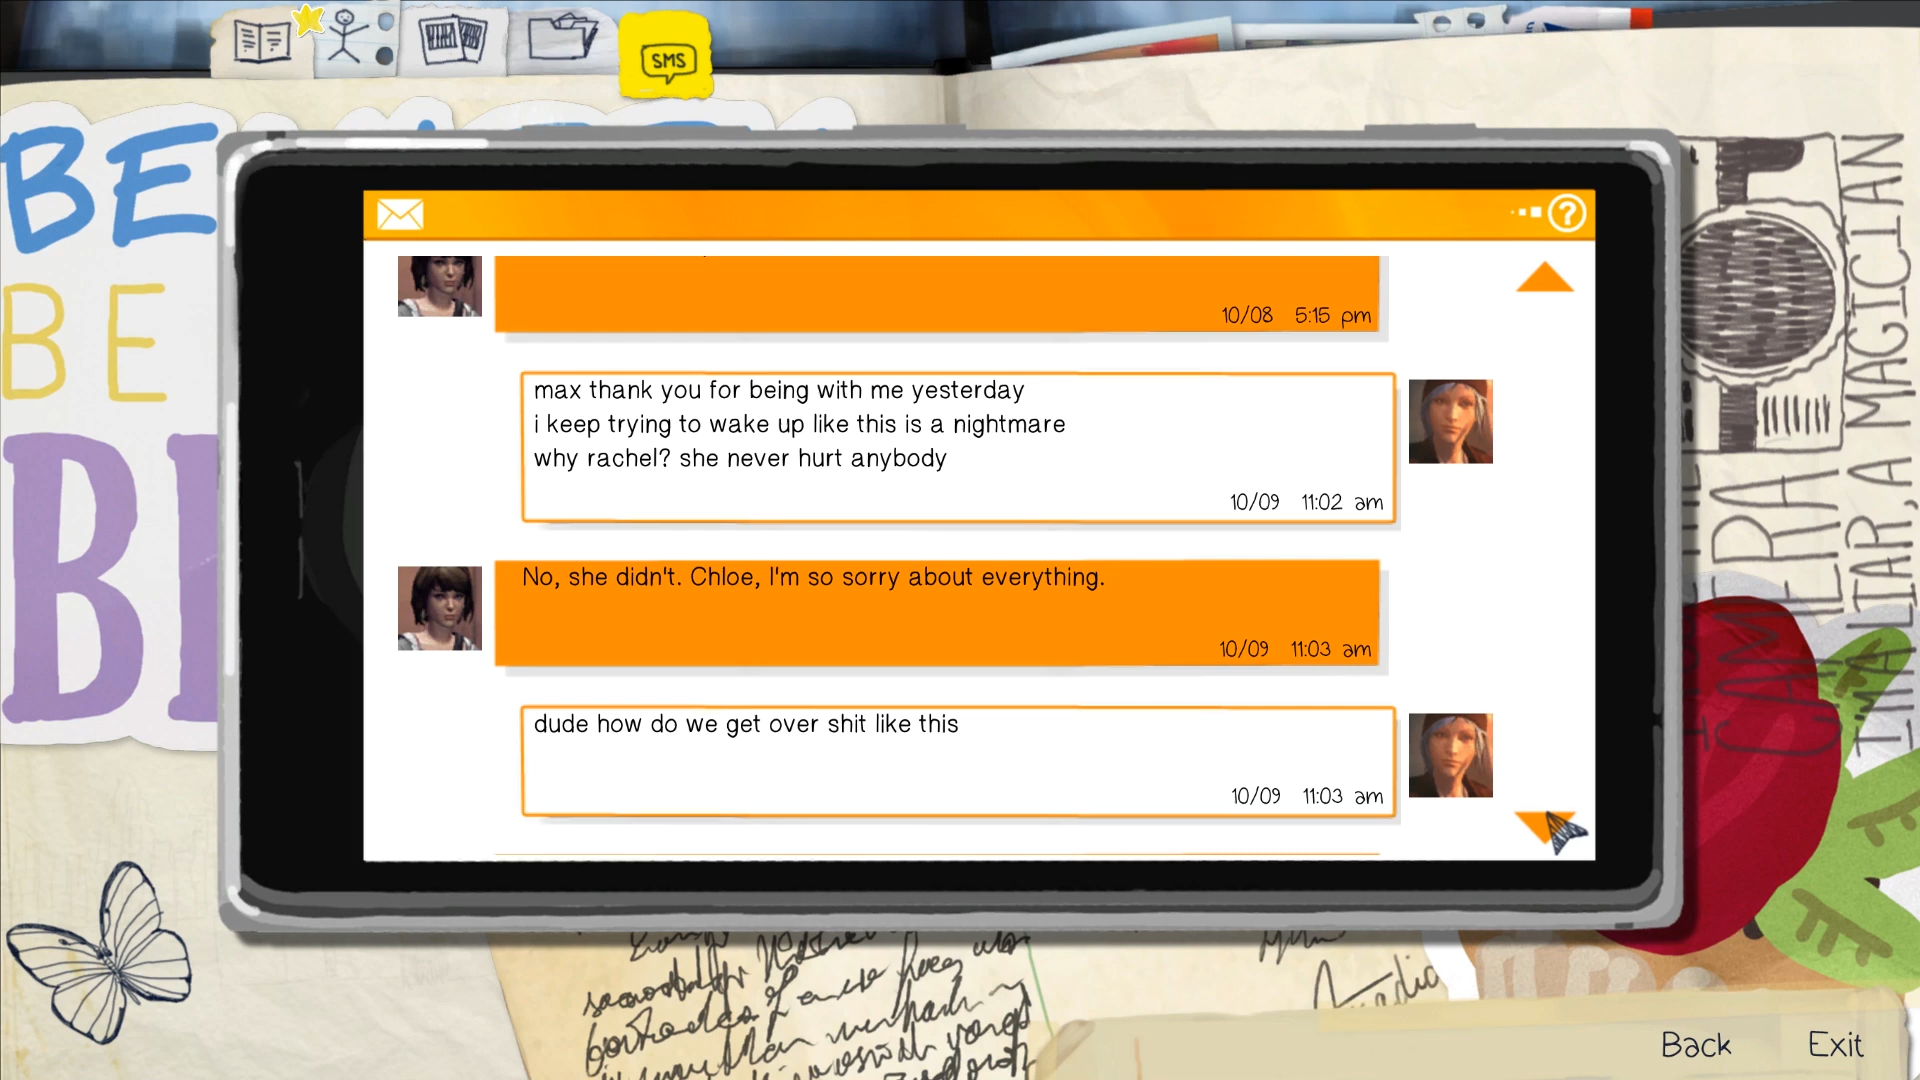 SMS
BE
BE
10/08 5:15 pm
max thank you for being with me yesterday
i keep trying to wake up like this is a nightmare
why rachel? she never hurt anybody
10/09 11:02 am
No, she didn't. Chloe, I'm so sorry about everything.
10/09 11:03 am
dude how do we get over shit like this
10/09 11:03 am
CAMERA
I'M A LIAR, A MAGICIAN
Back
Exit